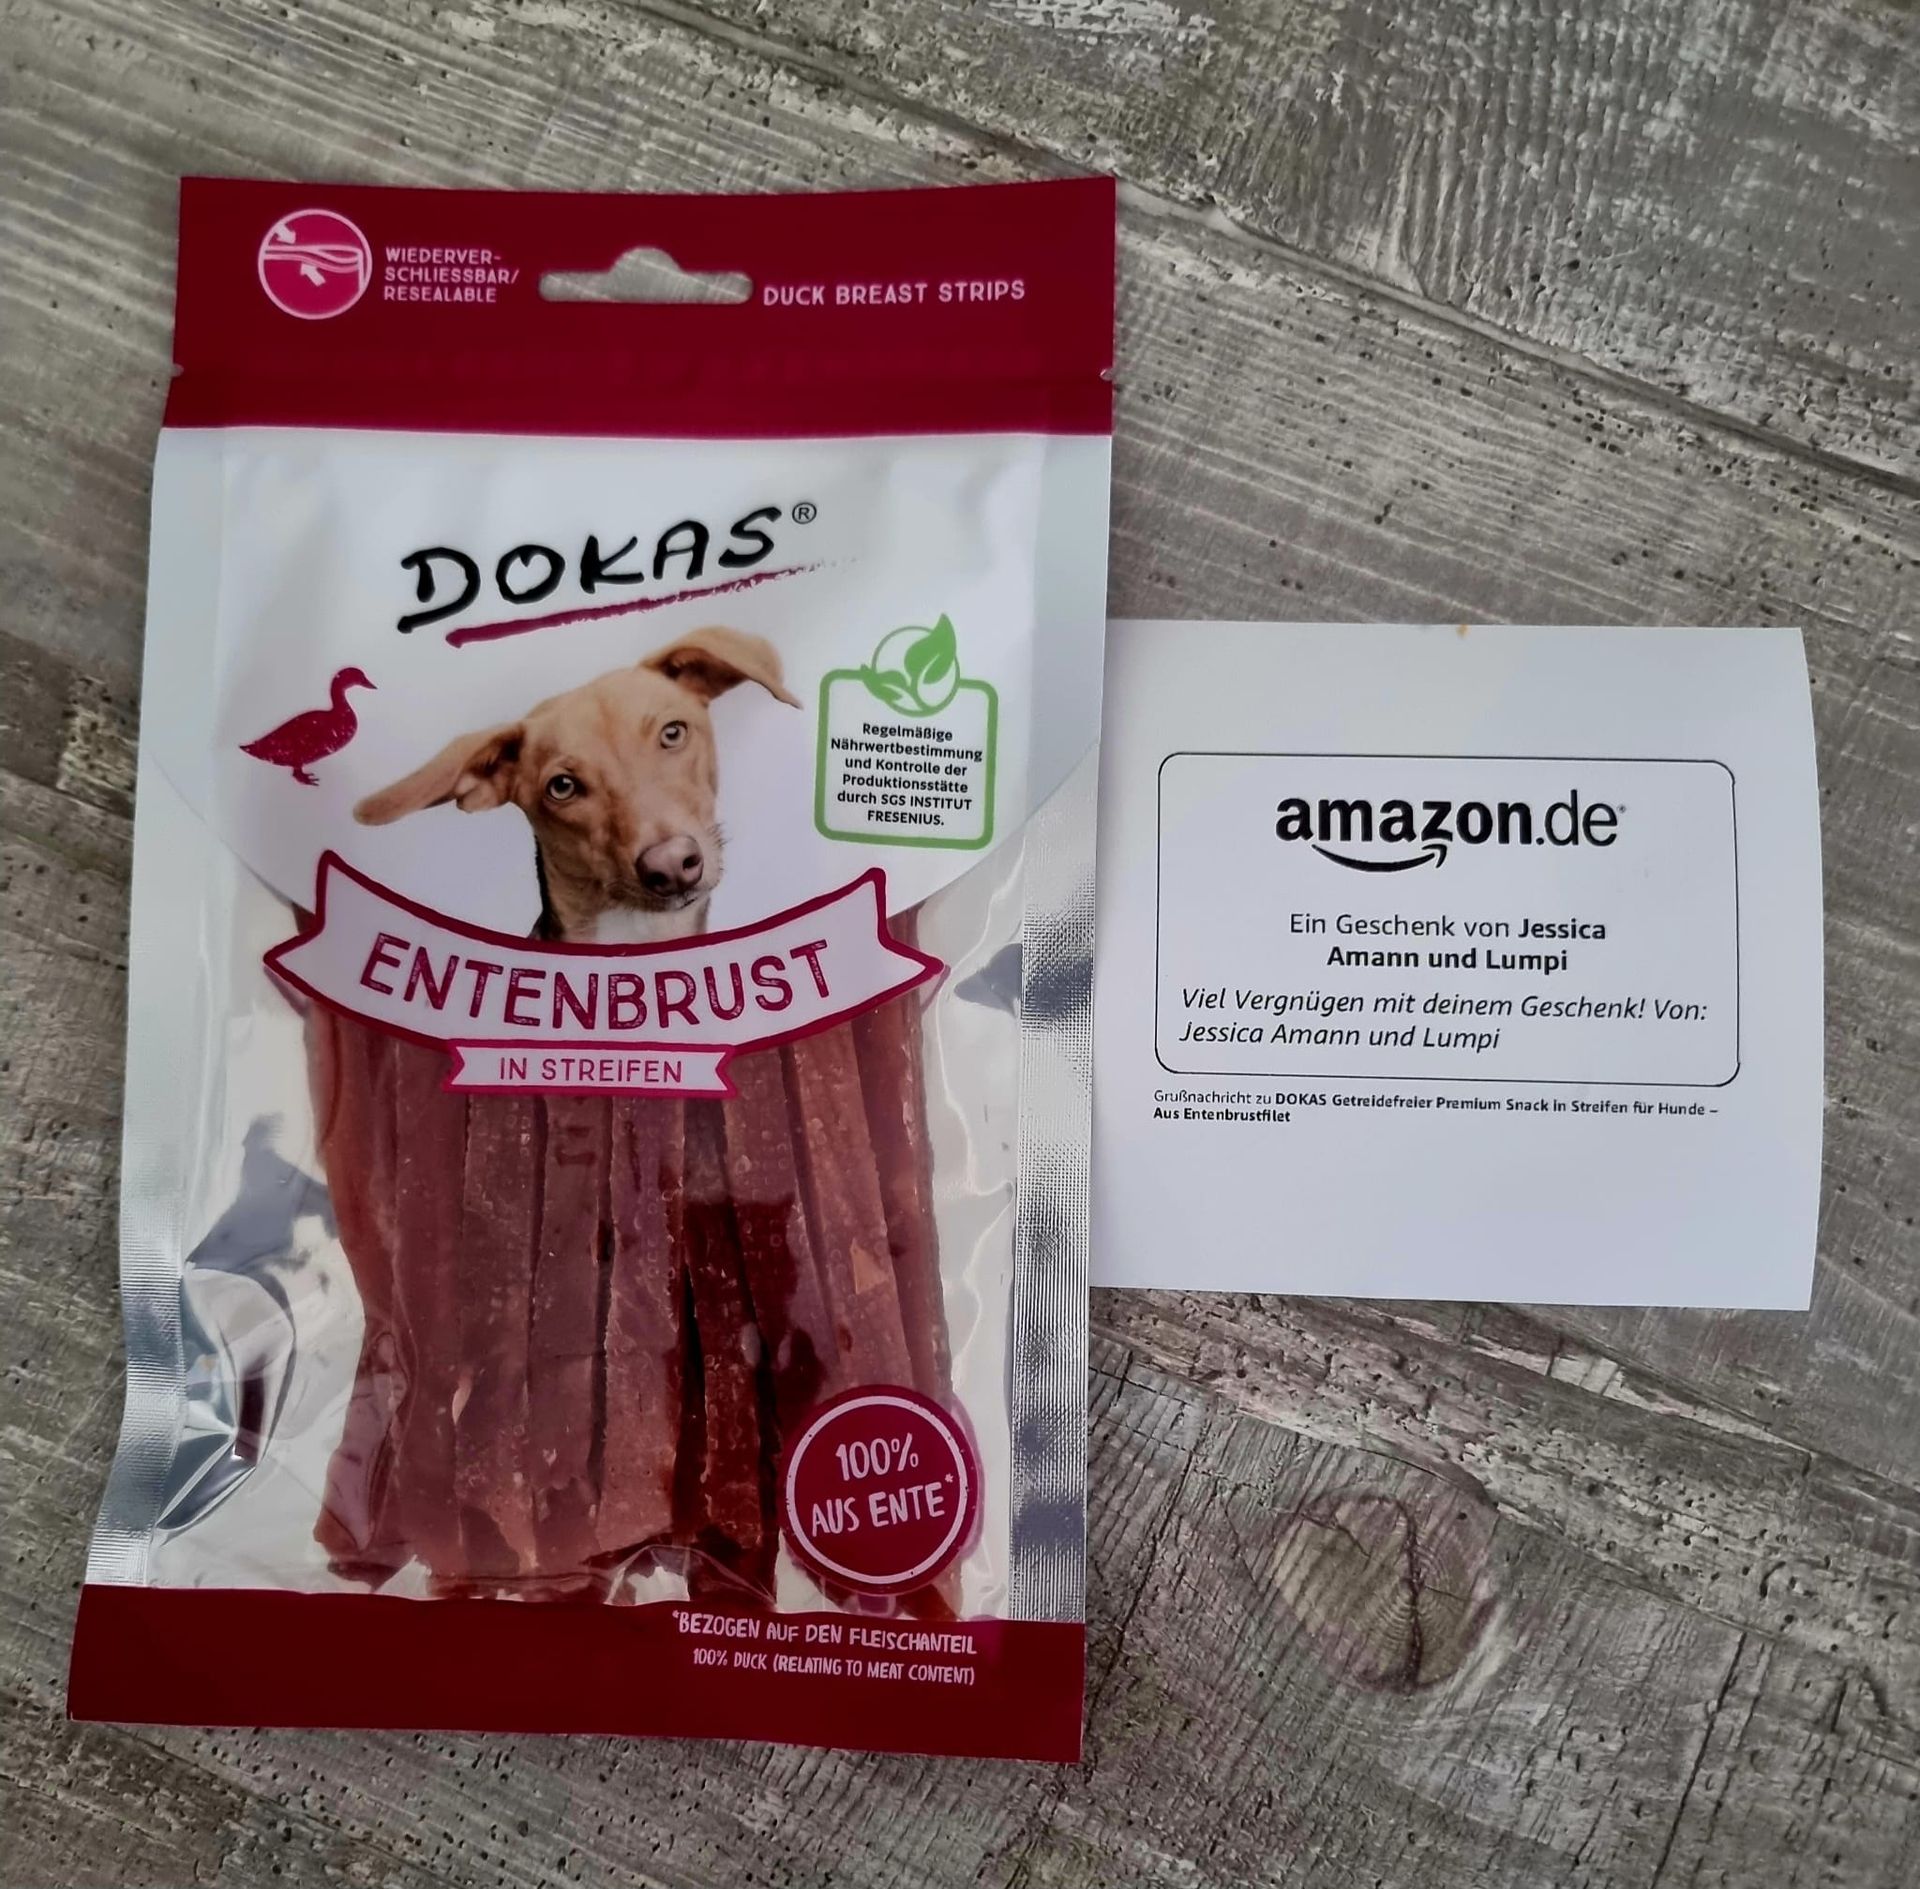 WIEDERVER-
SCHLIESSBAR/
RESEALABLE
DUCK BREAST STRIPS
DOKAS®
Regelmäßige
Nährwertbestimmung
und Kontrolle der
Produktionsstätte
durch SGS INSTITUT
FRESENIUS.
ENTENBRUST
IN STREIFEN
100%
AUS ENTE*
*BEZOGEN AUF DEN FLEISCHANTEIL
100% DUCK (RELATING TO MEAT CONTENT)
amazon.de
Ein Geschenk von Jessica
Amann und Lumpi
Viel Vergnügen mit deinem Geschenk! Von:
Jessica Amann und Lumpi
Grußnachricht zu DOKAS Getreidefreier Premium Snack in Streifen für Hunde –
Aus Entenbrustfilet